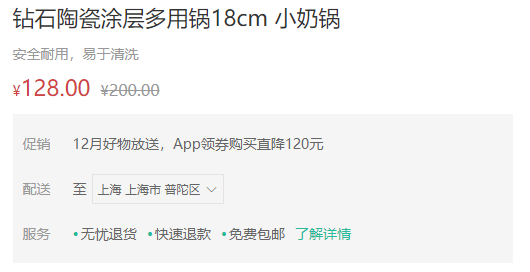 钻石陶瓷涂层多用锅18cm 小奶锅
安全耐用，易于清洗
¥128.00 ¥200.00
促销 12月好物放送，App领券购买直降120元
配送 至 上海 上海市 普陀区
服务 •无忧退货 •快速退款 •免费包邮 了解详情